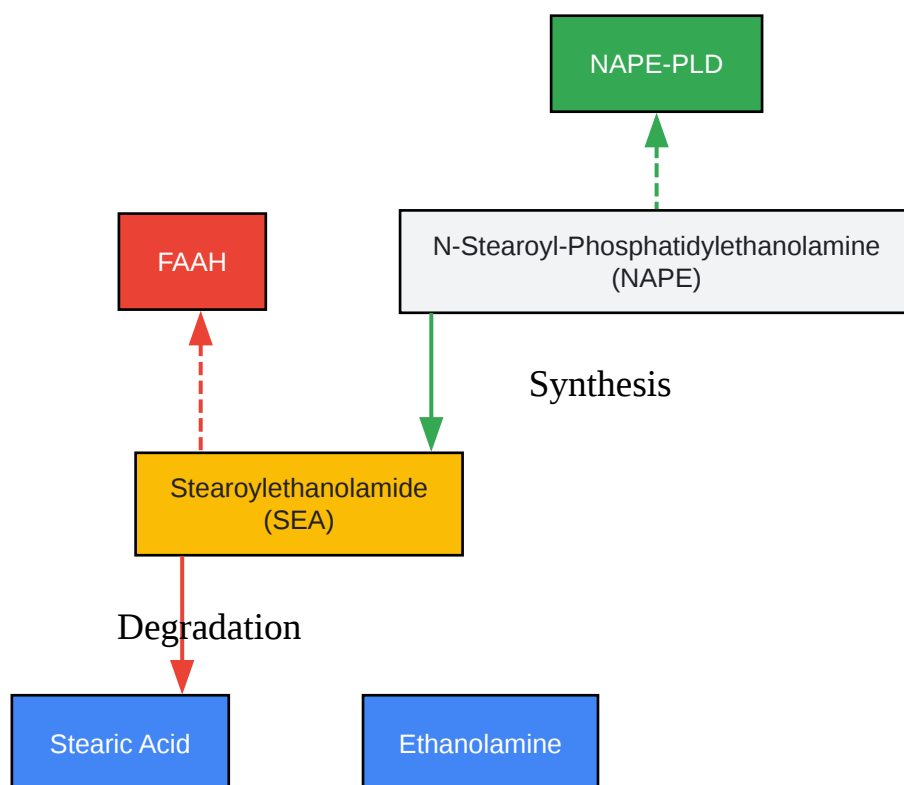 NAPE-PLD
N-Stearoyl-Phosphatidylethanolamine
(NAPE)
FAAH
Synthesis
Stearoylethanolamide
(SEA)
Degradation
Stearic Acid
Ethanolamine